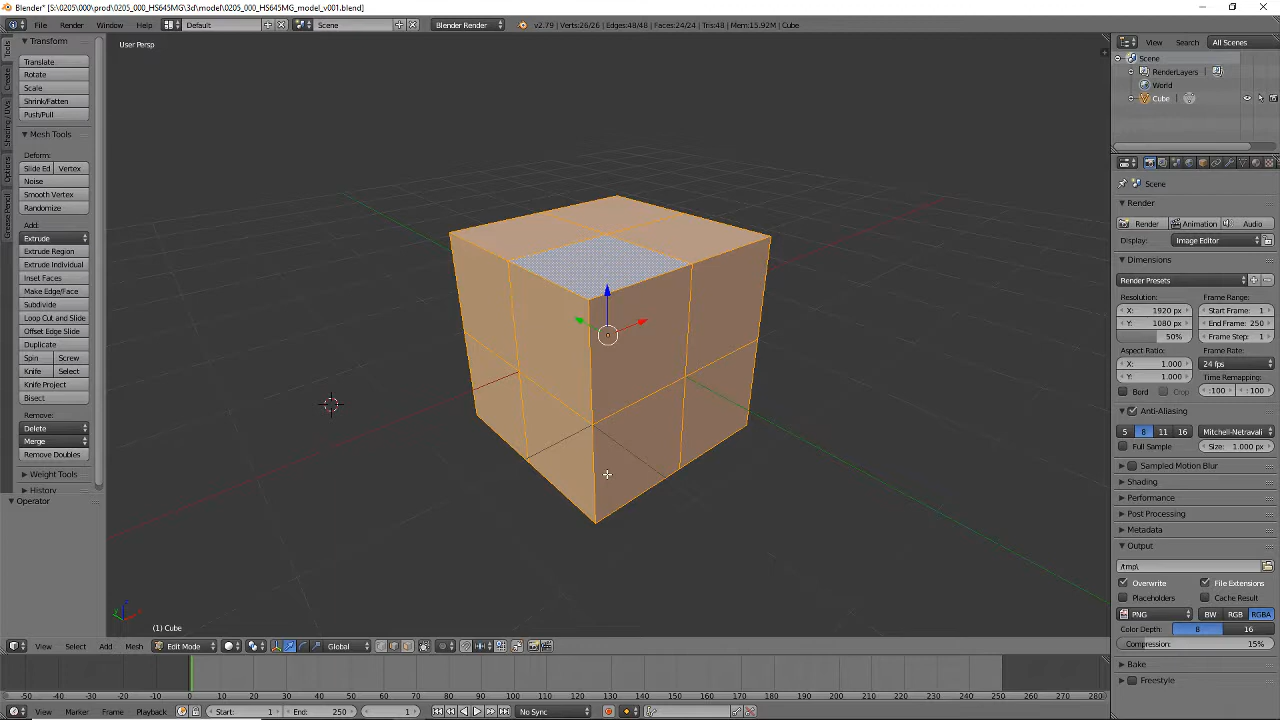 Blender* [S:\0205\000\prod\0205_000_HS645MG\3d\model\0205_000_HS645MG_model_v001.blend]
File Render Window Help Default Scene Blender Render v2.79 | Verts:26/26 | Edges:48/48 | Faces:24/24 | Tris:48 | Mem:15.92M | Cube
View Search All Scenes
Scene
RenderLayers
World
Cube
Tools
Create
Shading / UVs
Options
Grease Pencil
Transform
Translate
Rotate
Scale
Shrink/Fatten
Push/Pull
Mesh Tools
Deform:
Slide Ed Vertex
Noise
Smooth Vertex
Randomize
Add:
Extrude
Extrude Region
Extrude Individual
Inset Faces
Make Edge/Face
Subdivide
Loop Cut and Slide
Offset Edge Slide
Duplicate
Spin Screw
Knife Select
Knife Project
Bisect
Remove:
Delete
Merge
Remove Doubles
Weight Tools
History
Operator
User Persp
(1) Cube
Scene
Render
Render Animation Audio
Display: Image Editor
Dimensions
Render Presets
Resolution: Frame Range:
X: 1920 px Start Frame: 1
Y: 1080 px End Frame: 250
50% Frame Step: 1
Aspect Ratio: Frame Rate:
X: 1.000 24 fps
Y: 1.000 Time Remapping:
Bord Crop :100 : 100
Anti-Aliasing
5 8 11 16 Mitchell-Netravali
Full Sample Size: 1.000 px
Sampled Motion Blur
Shading
Performance
Post Processing
Metadata
Output
/tmp\
Overwrite File Extensions
Placeholders Cache Result
PNG BW RGB RGBA
Color Depth: 8 16
Compression: 15%
Bake
Freestyle
View Select Add Mesh Edit Mode Global
-50 -40 -30 -20 -10 0 10 20 30 40 50 60 70 80 90 100 110 120 130 140 150 160 170 180 190 200 210 220 230 240 250 260 270 280
View Marker Frame Playback Start: 1 End: 250 1 No Sync